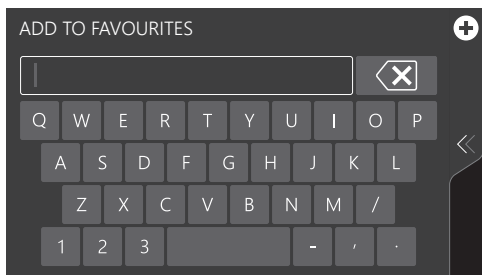 ADD TO FAVOURITES
Q W E R T Y U I O P
A S D F G H J K L
Z X C V B N M /
1 2 3 - ' .